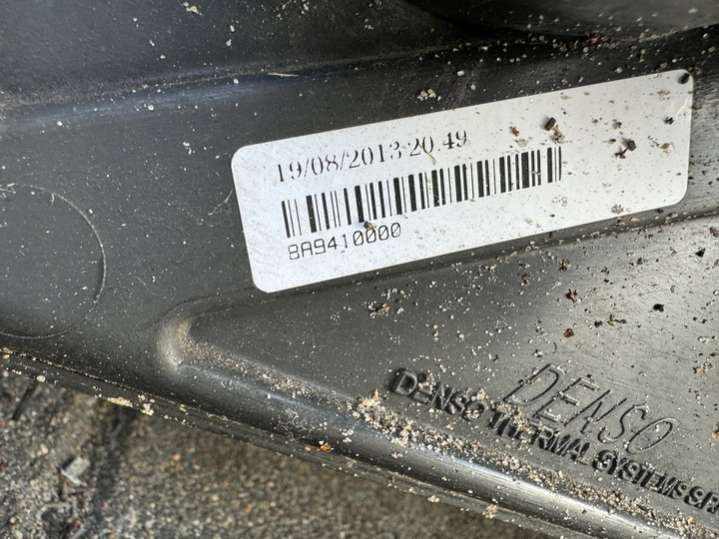 19/08/2013 20.49
8A9410000
DENSO
DENSO THERMAL SYSTEMS